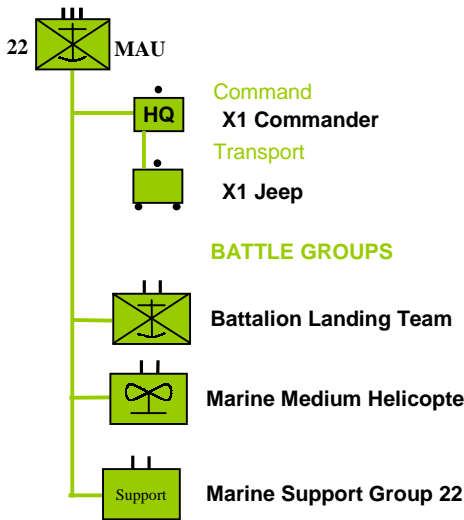 22 MAU
Command
HQ X1 Commander
Transport
X1 Jeep
BATTLE GROUPS
Battalion Landing Team
Marine Medium Helicopte
Support Marine Support Group 22